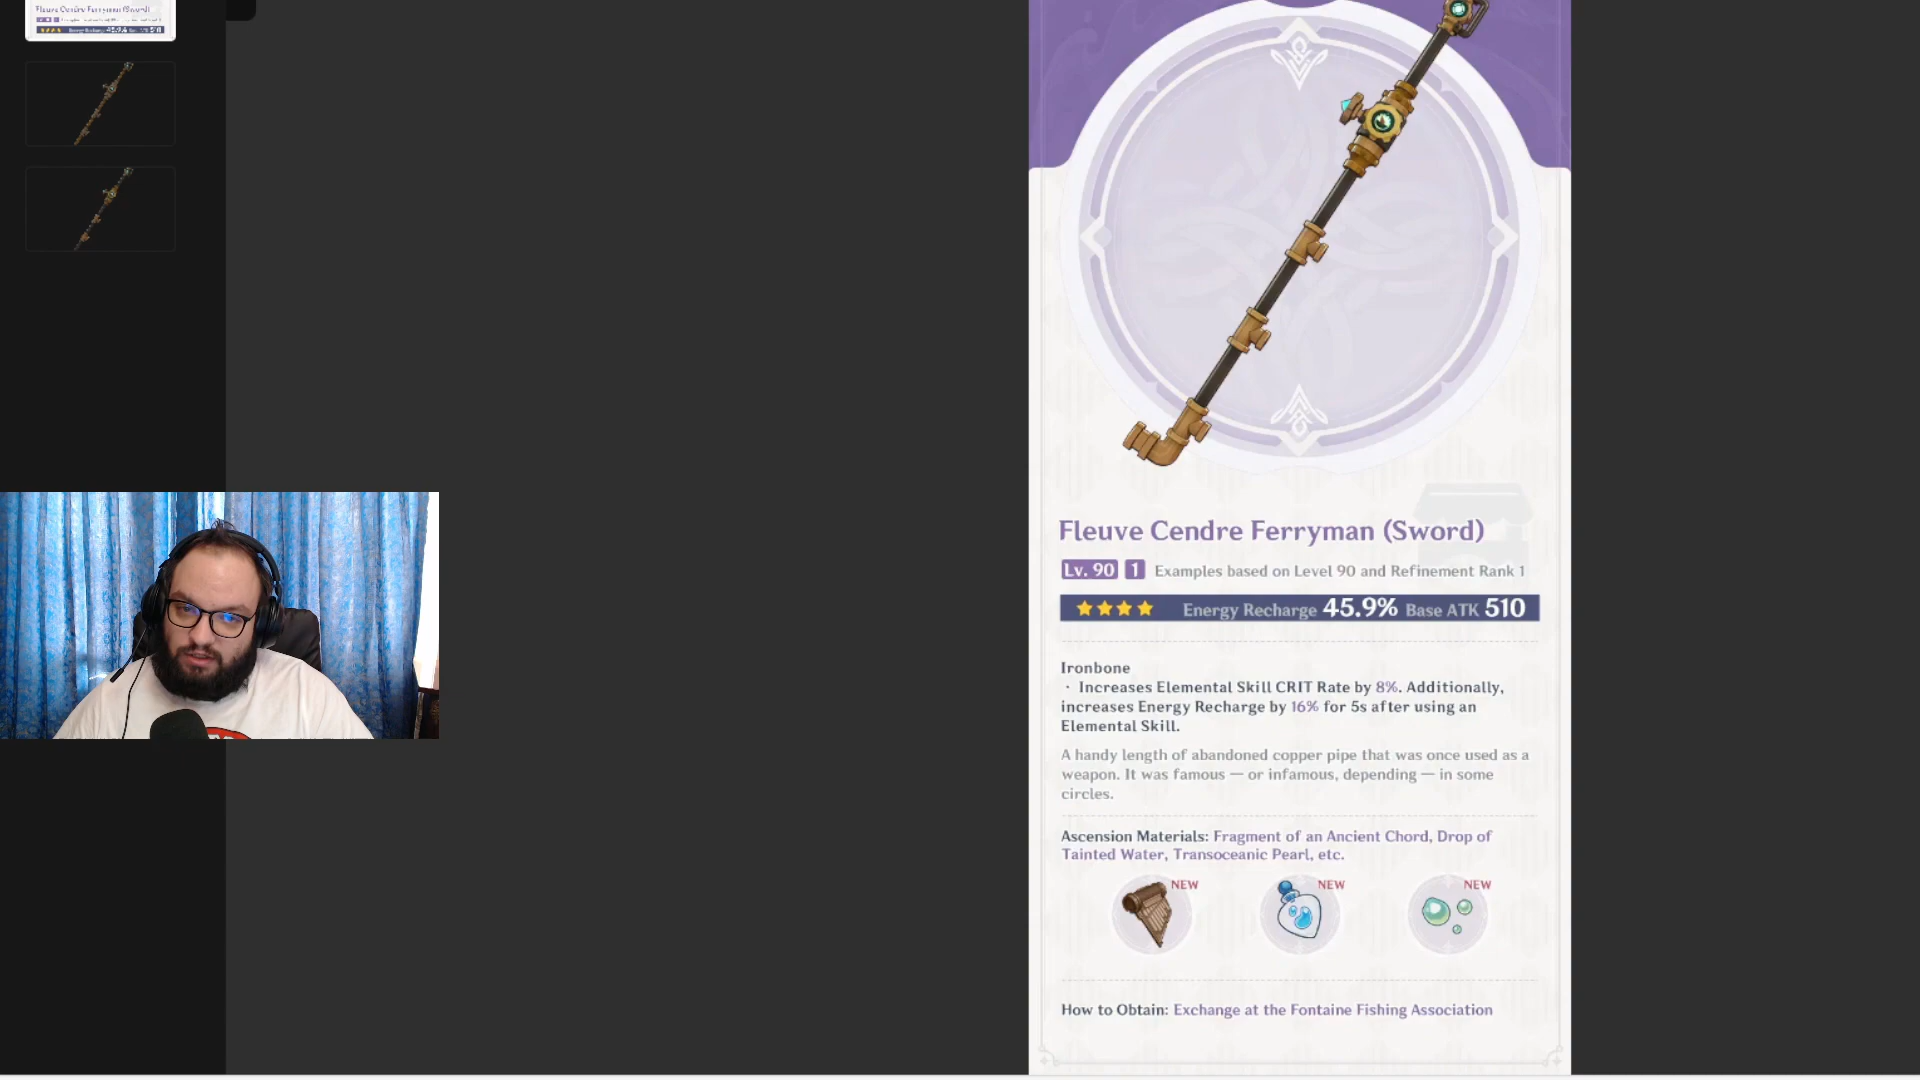 Fleuve Cendre Ferryman (Sword)
Fleuve Cendre Ferryman (Sword)
Lv. 90 1 Examples based on Level 90 and Refinement Rank 1
Energy Recharge 45.9% Base ATK 510
Ironbone
· Increases Elemental Skill CRIT Rate by 8%. Additionally,
increases Energy Recharge by 16% for 5s after using an
Elemental Skill.
A handy length of abandoned copper pipe that was once used as a
weapon. It was famous — or infamous, depending — in some
circles.
Ascension Materials: Fragment of an Ancient Chord, Drop of
Tainted Water, Transoceanic Pearl, etc.
NEW NEW NEW
How to Obtain: Exchange at the Fontaine Fishing Association